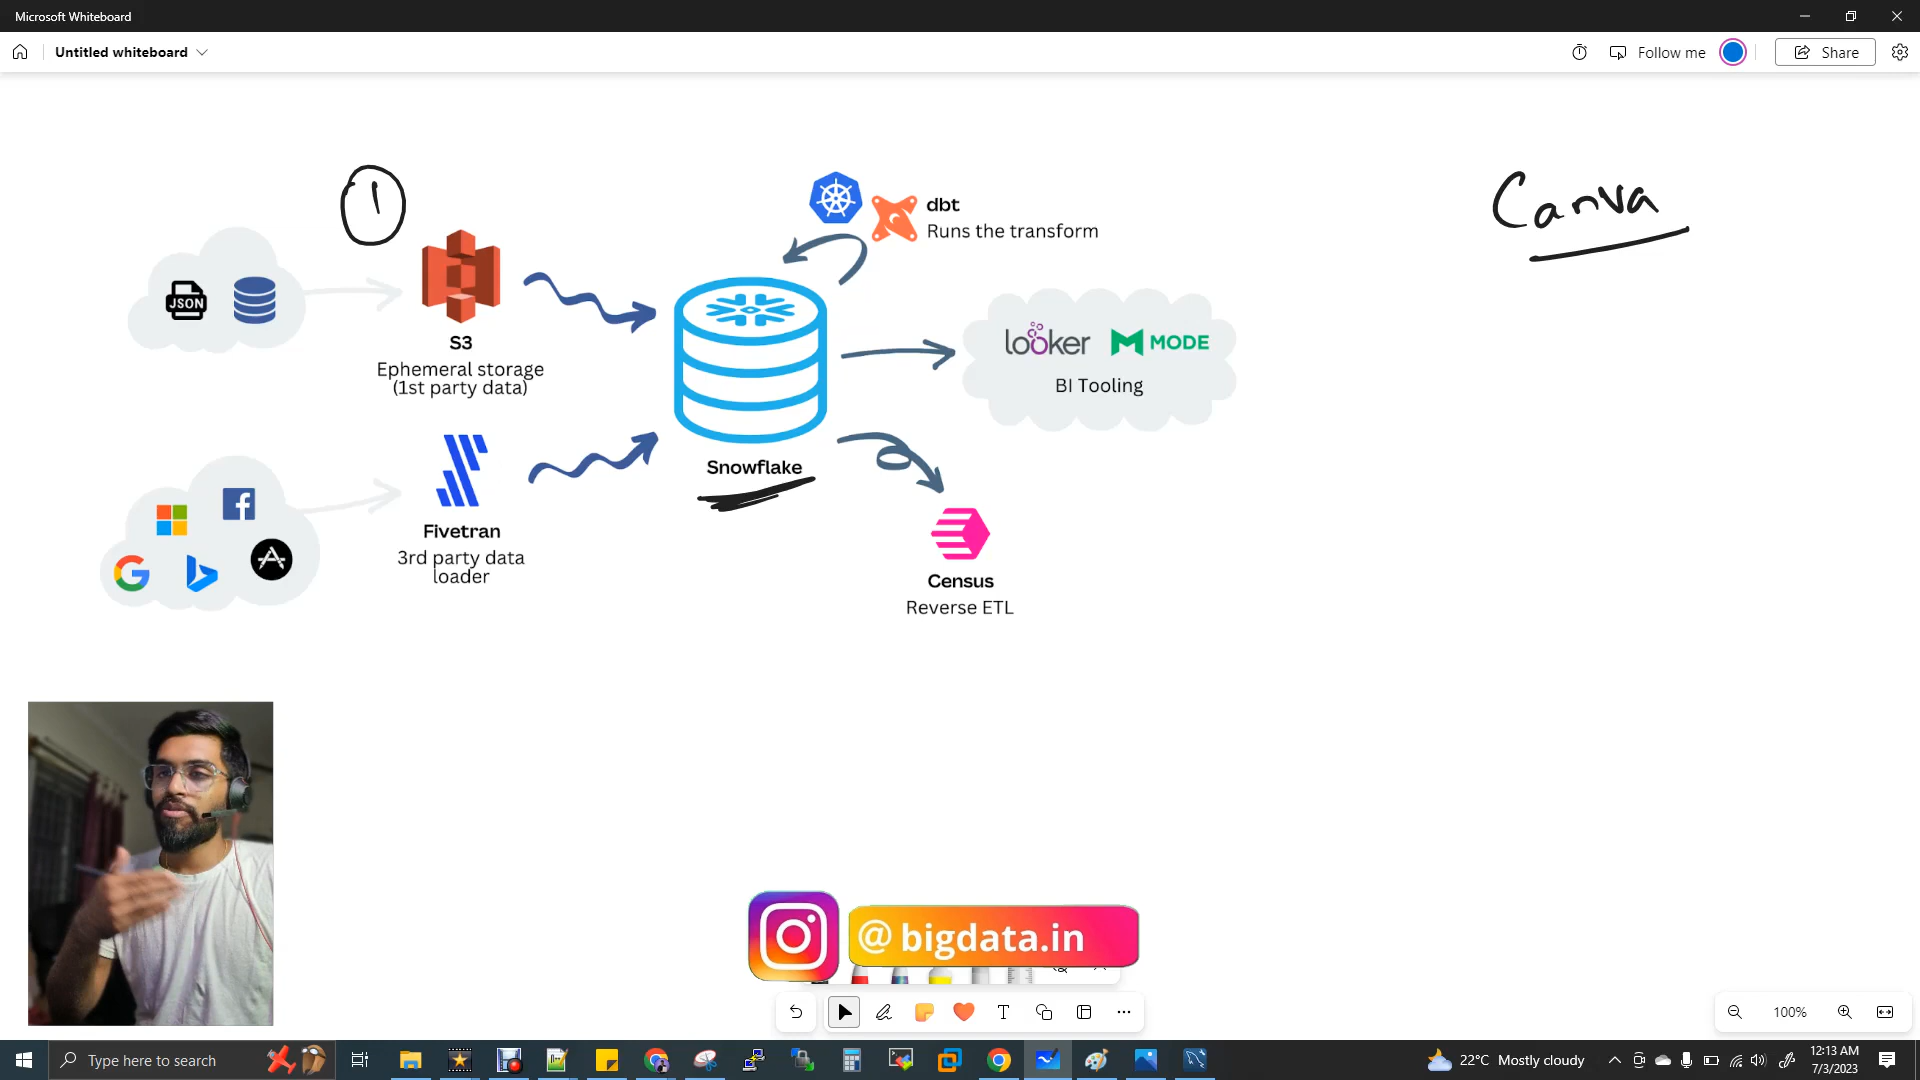 Microsoft Whiteboard
Untitled whiteboard
Follow me
Share
1
Canva
dbt
Runs the transform
JSON
S3
Ephemeral storage
(1st party data)
looker
MODE
BI Tooling
Snowflake
Fivetran
3rd party data
loader
Census
Reverse ETL
@ bigdata.in
100%
Type here to search
22°C Mostly cloudy
12:13 AM
7/3/2023